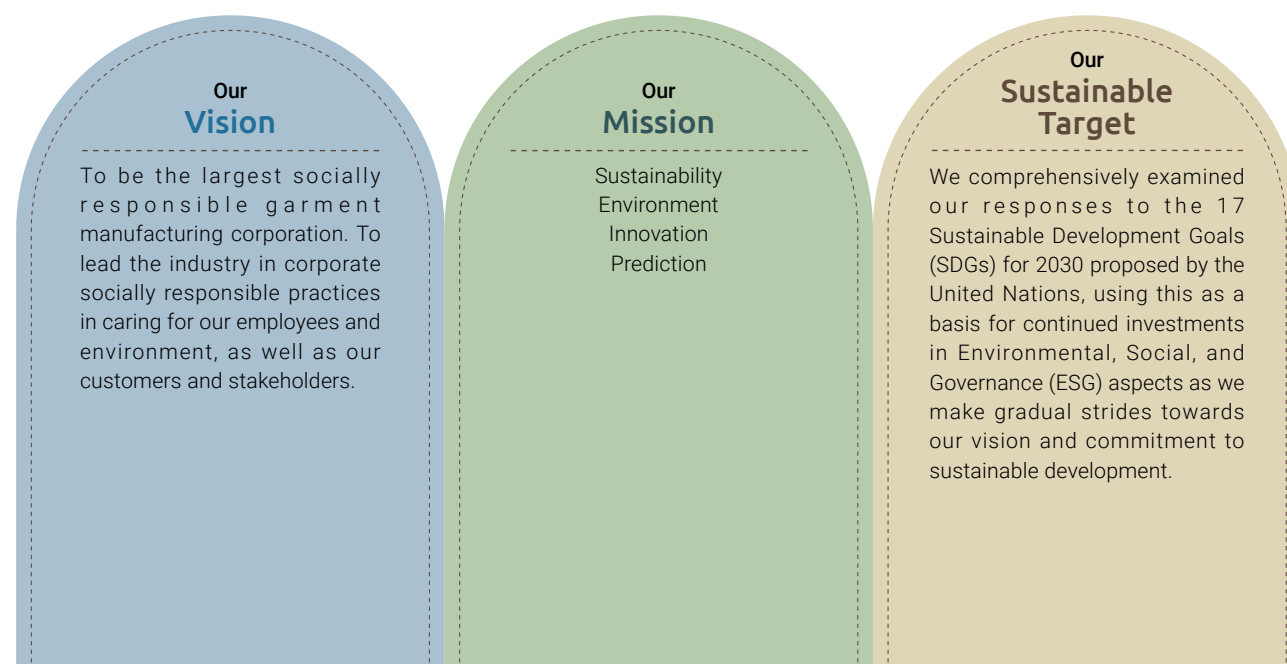 Our
Vision
To be the largest socially
responsible garment
manufacturing corporation. To
lead the industry in corporate
socially responsible practices
in caring for our employees and
environment, as well as our
customers and stakeholders.
Our
Mission
Sustainability
Environment
Innovation
Prediction
Our
Sustainable
Target
We comprehensively examined
our responses to the 17
Sustainable Development Goals
(SDGs) for 2030 proposed by the
United Nations, using this as a
basis for continued investments
in Environmental, Social, and
Governance (ESG) aspects as we
make gradual strides towards
our vision and commitment to
sustainable development.